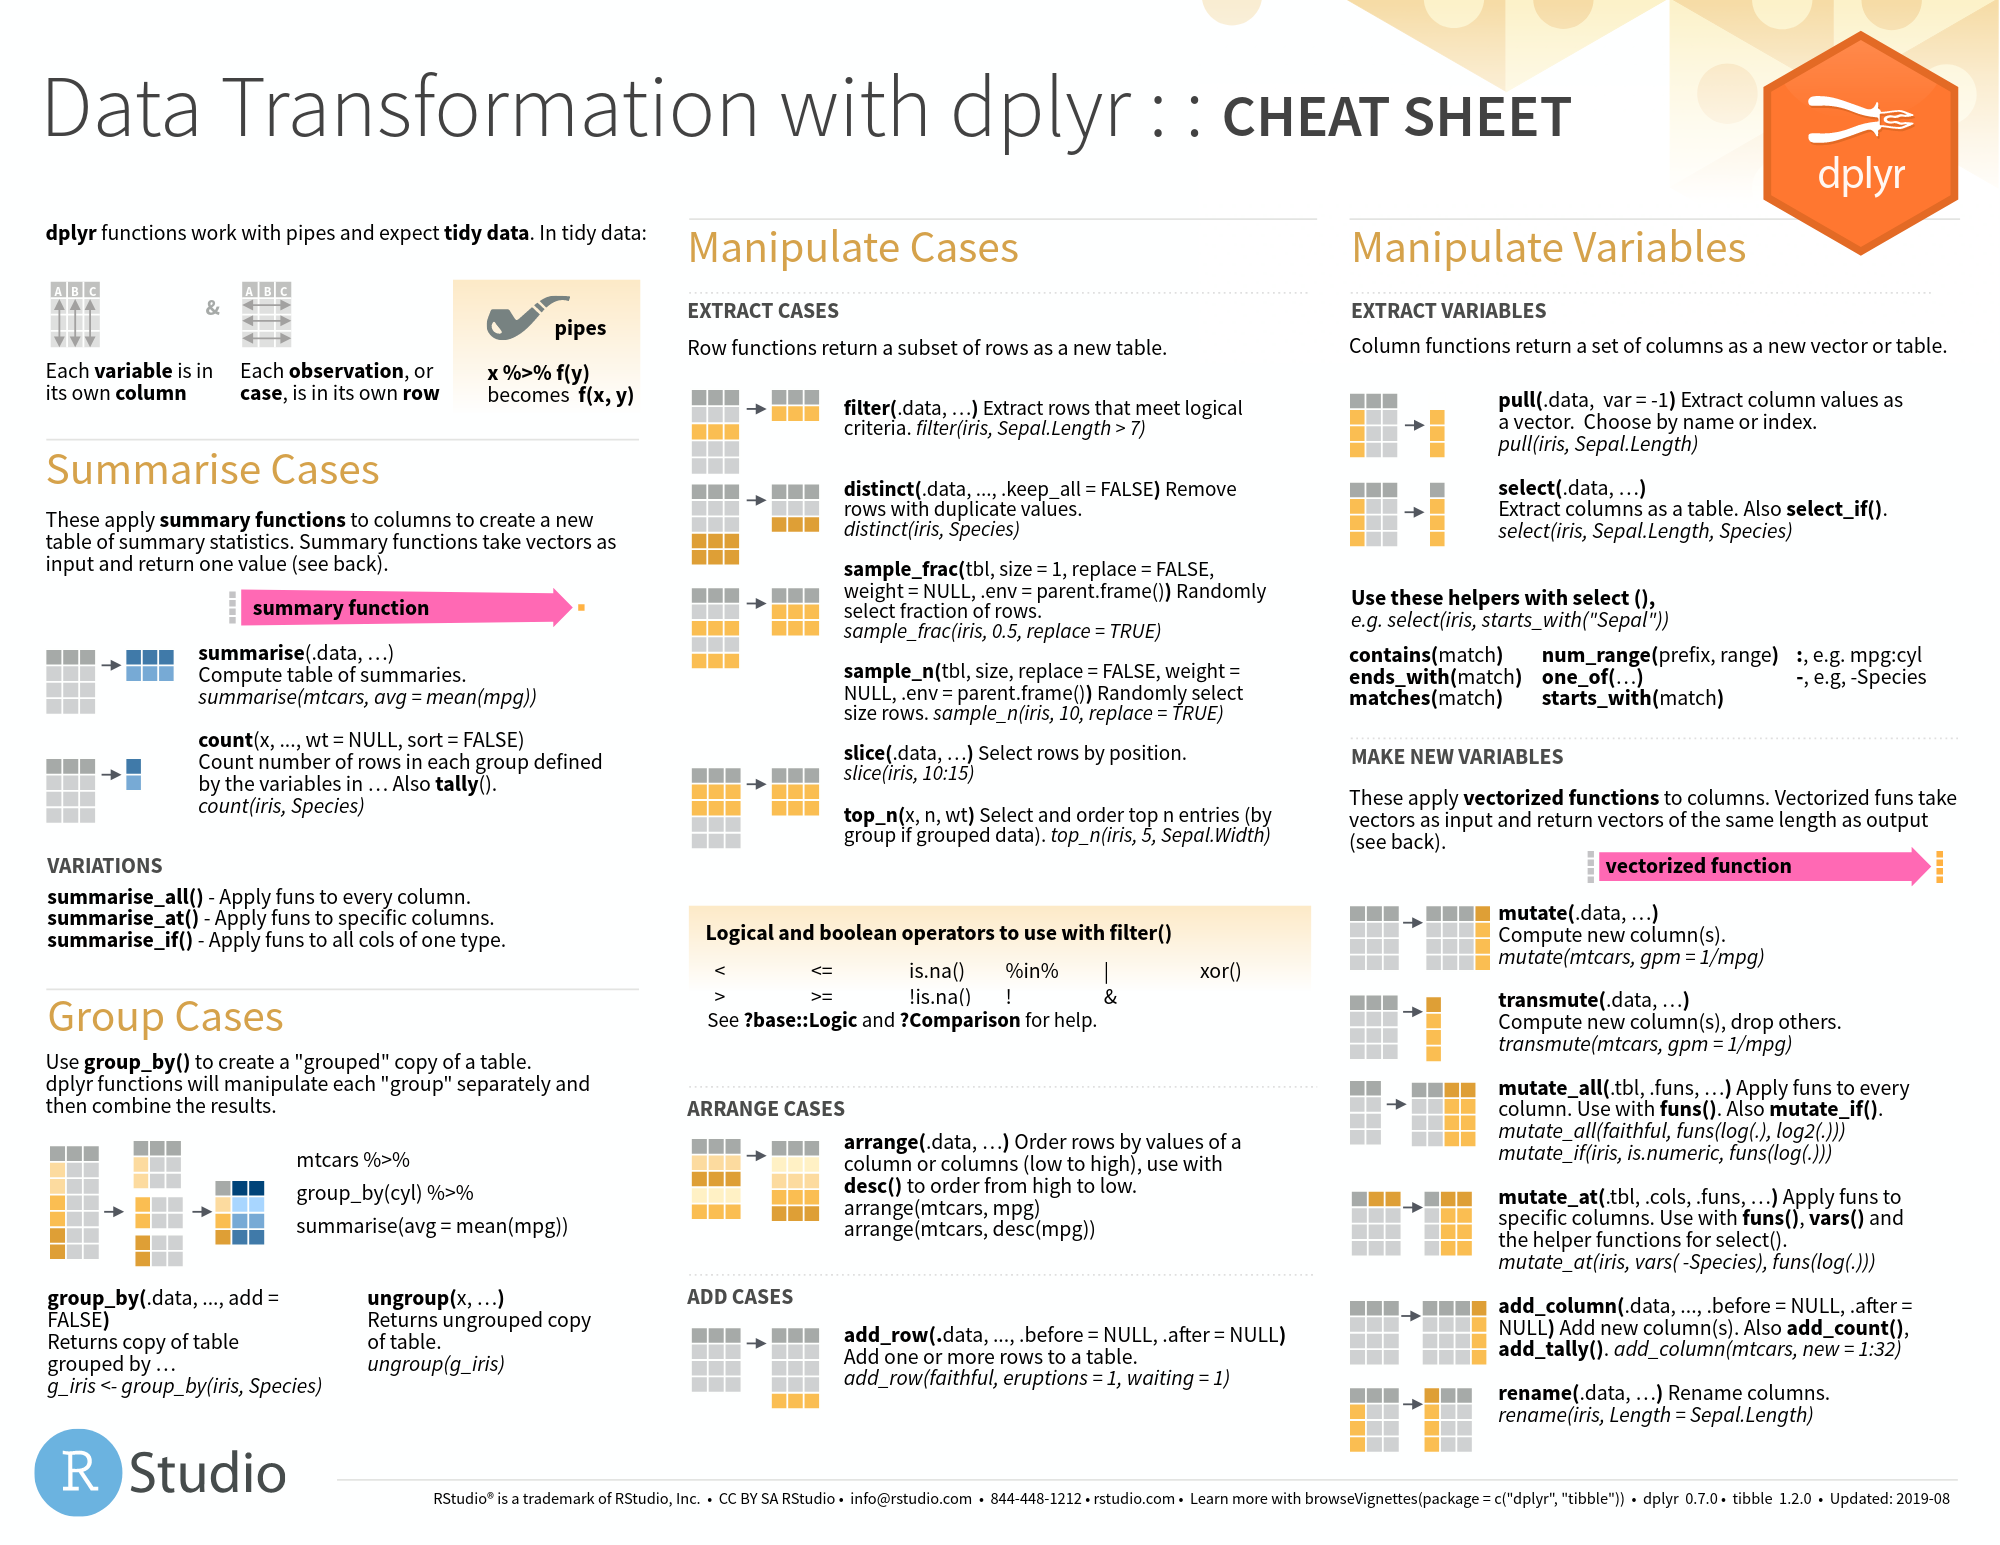 Data Transformation with dplyr : : CHEAT SHEET
dplyr
dplyr functions work with pipes and expect tidy data. In tidy data:
A B C
&
A B C
pipes
Each variable is in
its own column
Each observation, or
case, is in its own row
x %>% f(y)
becomes f(x, y)
Summarise Cases
These apply summary functions to columns to create a new
table of summary statistics. Summary functions take vectors as
input and return one value (see back).
summary function
summarise(.data, …)
Compute table of summaries.
summarise(mtcars, avg = mean(mpg))
count(x, ..., wt = NULL, sort = FALSE)
Count number of rows in each group defined
by the variables in … Also tally().
count(iris, Species)
VARIATIONS
summarise_all() - Apply funs to every column.
summarise_at() - Apply funs to specific columns.
summarise_if() - Apply funs to all cols of one type.
Group Cases
Use group_by() to create a "grouped" copy of a table.
dplyr functions will manipulate each "group" separately and
then combine the results.
mtcars %>%
group_by(cyl) %>%
summarise(avg = mean(mpg))
group_by(.data, ..., add =
FALSE)
Returns copy of table
grouped by …
g_iris <- group_by(iris, Species)
ungroup(x, …)
Returns ungrouped copy
of table.
ungroup(g_iris)
Manipulate Cases
EXTRACT CASES
Row functions return a subset of rows as a new table.
filter(.data, …) Extract rows that meet logical
criteria. filter(iris, Sepal.Length > 7)
distinct(.data, ..., .keep_all = FALSE) Remove
rows with duplicate values.
distinct(iris, Species)
sample_frac(tbl, size = 1, replace = FALSE,
weight = NULL, .env = parent.frame()) Randomly
select fraction of rows.
sample_frac(iris, 0.5, replace = TRUE)
sample_n(tbl, size, replace = FALSE, weight =
NULL, .env = parent.frame()) Randomly select
size rows. sample_n(iris, 10, replace = TRUE)
slice(.data, …) Select rows by position.
slice(iris, 10:15)
top_n(x, n, wt) Select and order top n entries (by
group if grouped data). top_n(iris, 5, Sepal.Width)
Logical and boolean operators to use with filter()
< <= is.na() %in% | xor()
> >= !is.na() ! &
See ?base::Logic and ?Comparison for help.
ARRANGE CASES
arrange(.data, …) Order rows by values of a
column or columns (low to high), use with
desc() to order from high to low.
arrange(mtcars, mpg)
arrange(mtcars, desc(mpg))
ADD CASES
add_row(.data, ..., .before = NULL, .after = NULL)
Add one or more rows to a table.
add_row(faithful, eruptions = 1, waiting = 1)
Manipulate Variables
EXTRACT VARIABLES
Column functions return a set of columns as a new vector or table.
pull(.data, var = -1) Extract column values as
a vector. Choose by name or index.
pull(iris, Sepal.Length)
select(.data, …)
Extract columns as a table. Also select_if().
select(iris, Sepal.Length, Species)
Use these helpers with select (),
e.g. select(iris, starts_with("Sepal"))
contains(match) num_range(prefix, range) :, e.g. mpg:cyl
ends_with(match) one_of(…) -, e.g, -Species
matches(match) starts_with(match)
MAKE NEW VARIABLES
These apply vectorized functions to columns. Vectorized funs take
vectors as input and return vectors of the same length as output
(see back).
vectorized function
mutate(.data, …)
Compute new column(s).
mutate(mtcars, gpm = 1/mpg)
transmute(.data, …)
Compute new column(s), drop others.
transmute(mtcars, gpm = 1/mpg)
mutate_all(.tbl, .funs, …) Apply funs to every
column. Use with funs(). Also mutate_if().
mutate_all(faithful, funs(log(.), log2(.)))
mutate_if(iris, is.numeric, funs(log(.)))
mutate_at(.tbl, .cols, .funs, …) Apply funs to
specific columns. Use with funs(), vars() and
the helper functions for select().
mutate_at(iris, vars( -Species), funs(log(.)))
add_column(.data, ..., .before = NULL, .after =
NULL) Add new column(s). Also add_count(),
add_tally(). add_column(mtcars, new = 1:32)
rename(.data, …) Rename columns.
rename(iris, Length = Sepal.Length)
R Studio
RStudio® is a trademark of RStudio, Inc. • CC BY SA RStudio • info@rstudio.com • 844-448-1212 • rstudio.com • Learn more with browseVignettes(package = c("dplyr", "tibble")) • dplyr 0.7.0 • tibble 1.2.0 • Updated: 2019-08